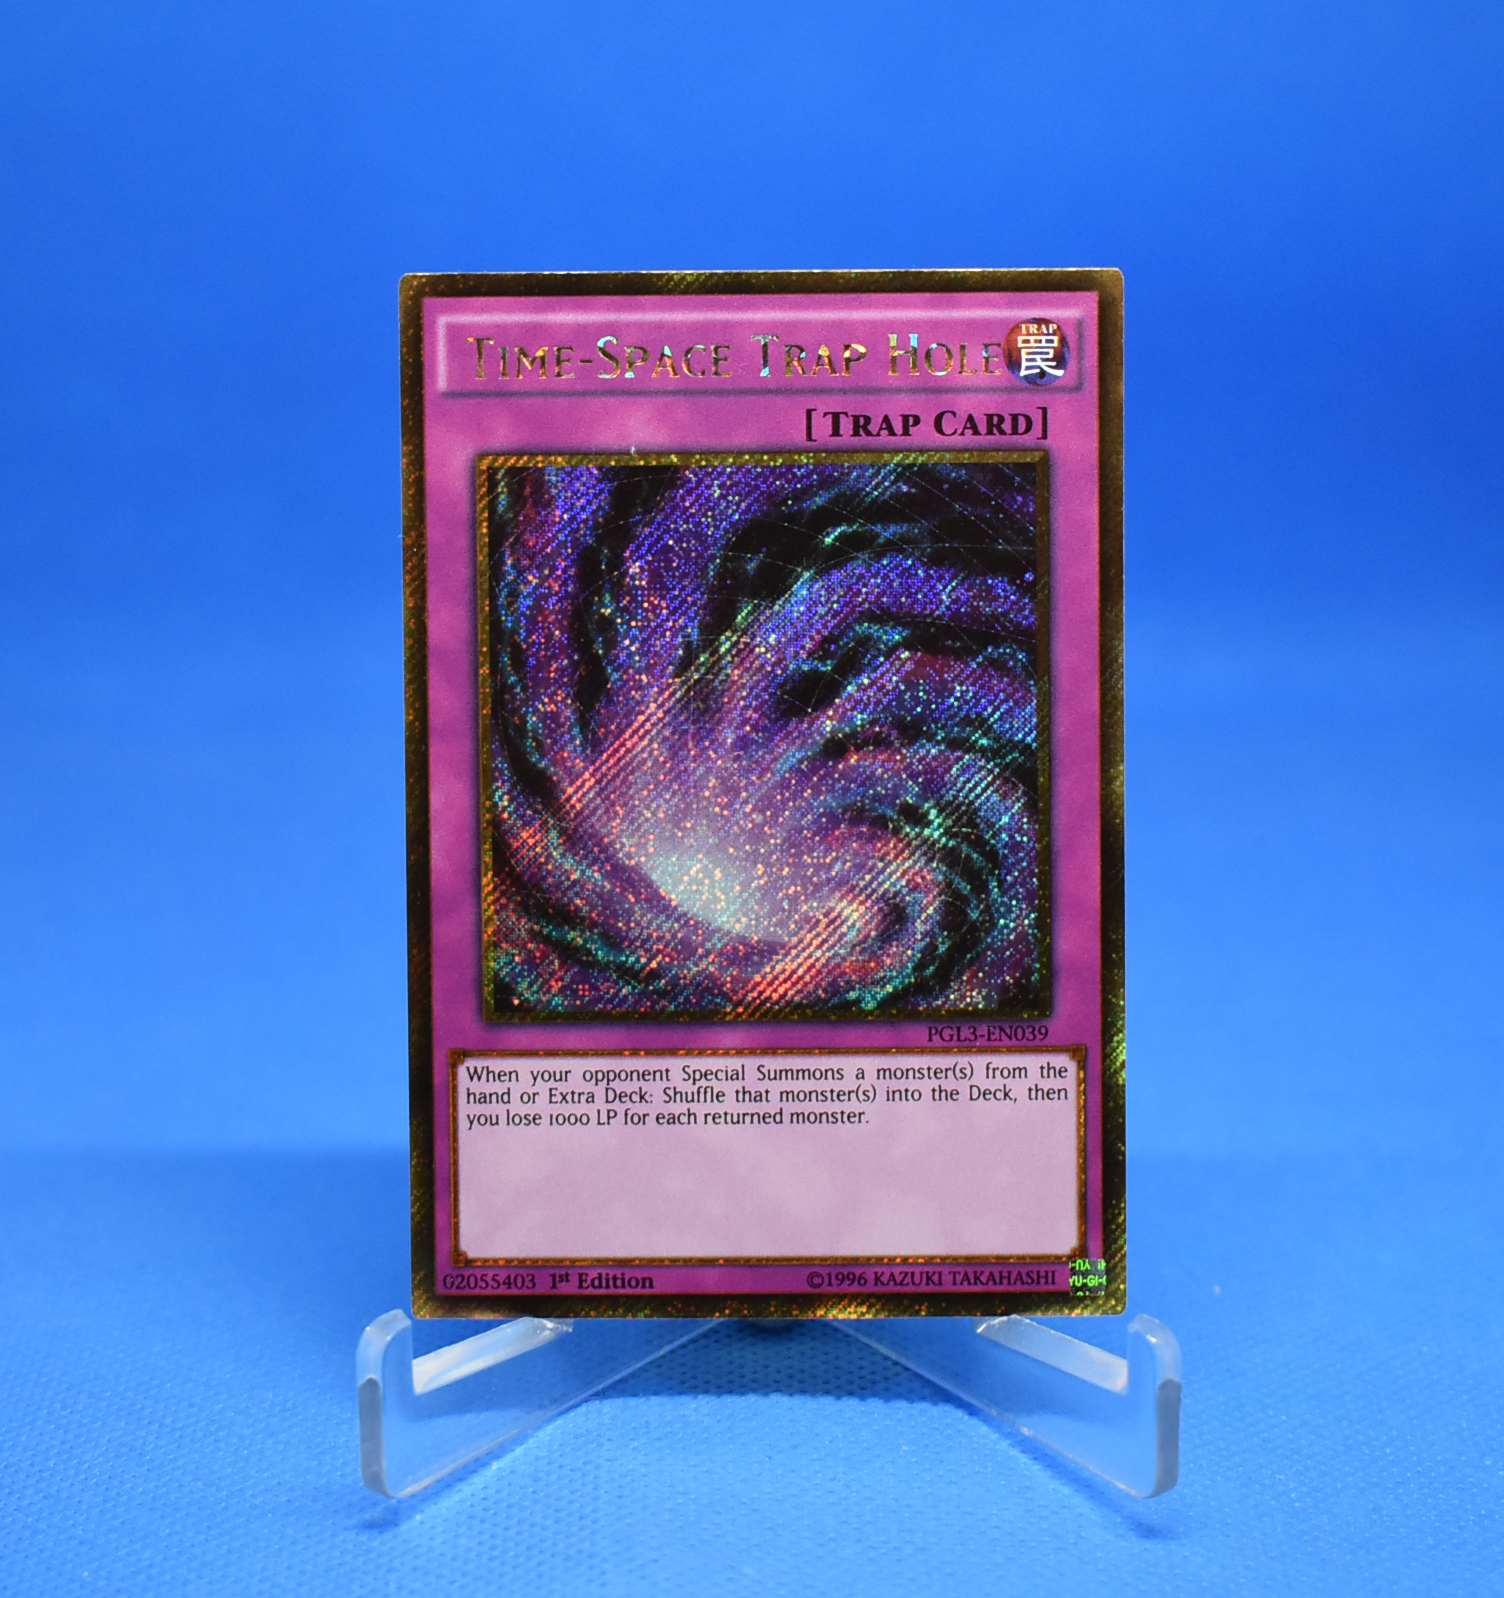 TIME-SPACE TRAP HOLE
TRAP
罠
[TRAP CARD]
PGL3-EN039
When your opponent Special Summons a monster(s) from the
hand or Extra Deck: Shuffle that monster(s) into the Deck, then
you lose 1000 LP for each returned monster.
02055403 1st Edition
©1996 KAZUKI TAKAHASHI
YU-GI-